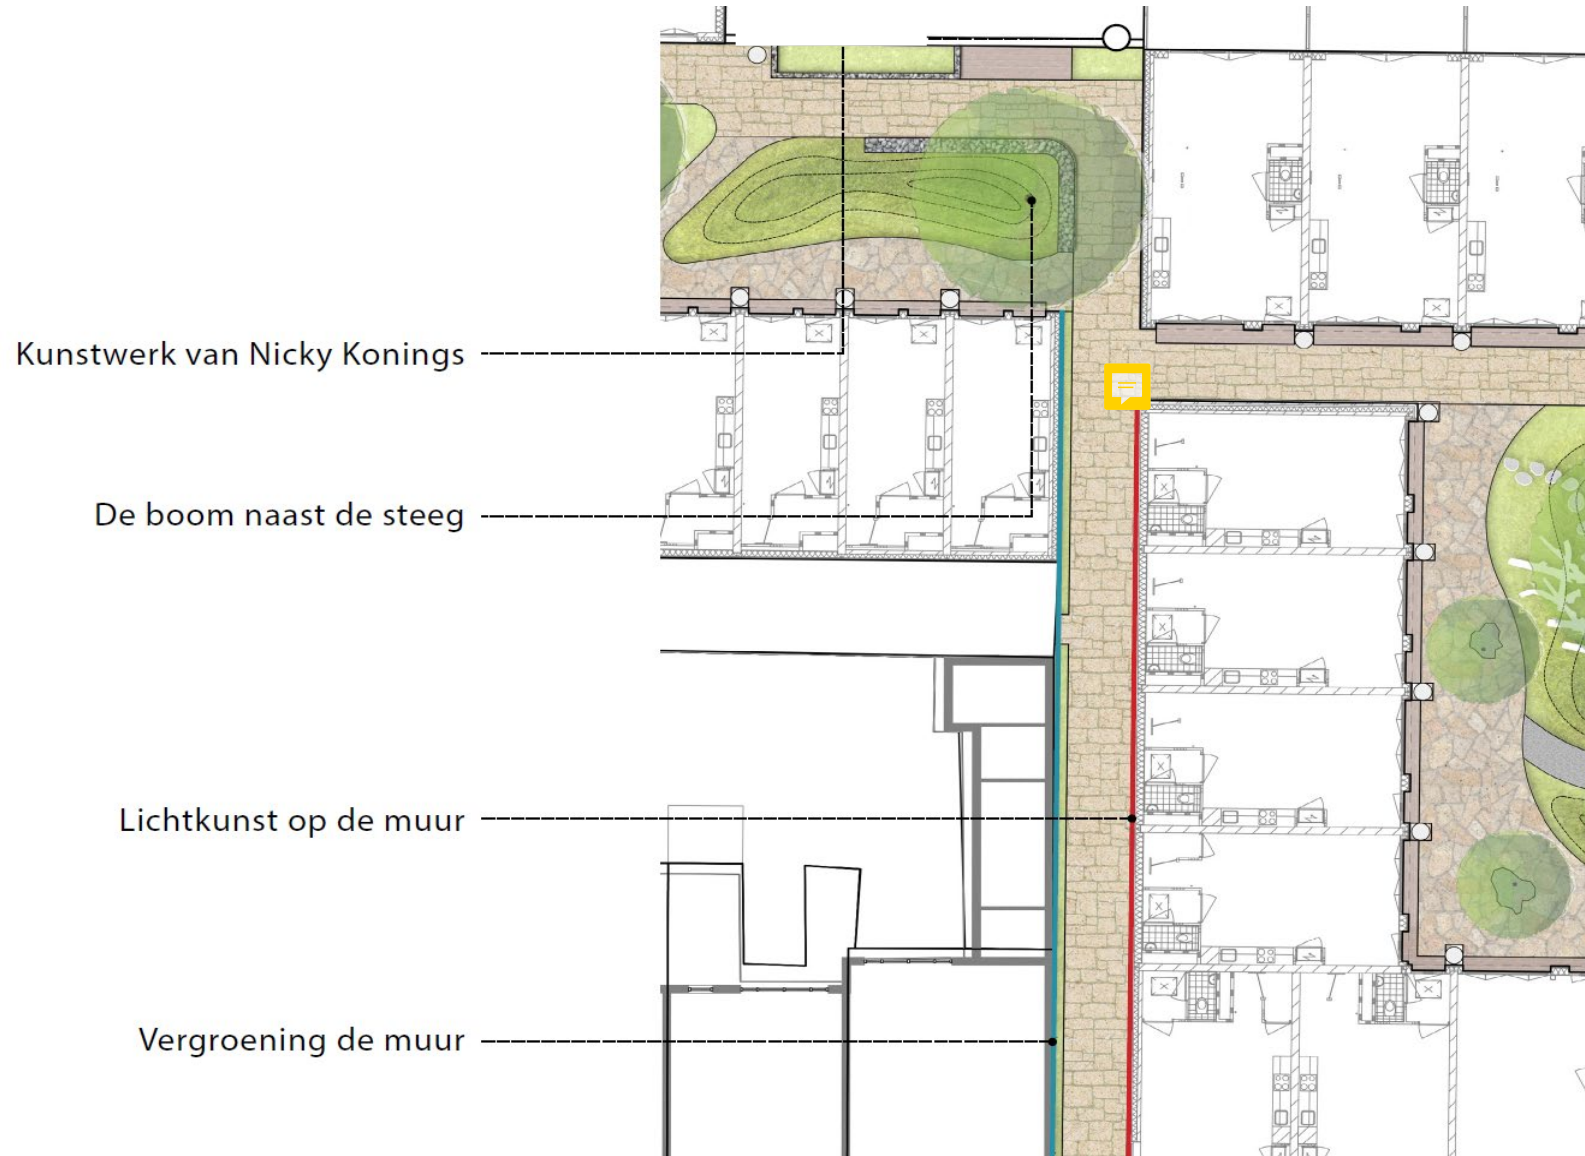 Kunstwerk van Nicky Konings
De boom naast de steeg
Lichtkunst op de muur
Vergroening de muur